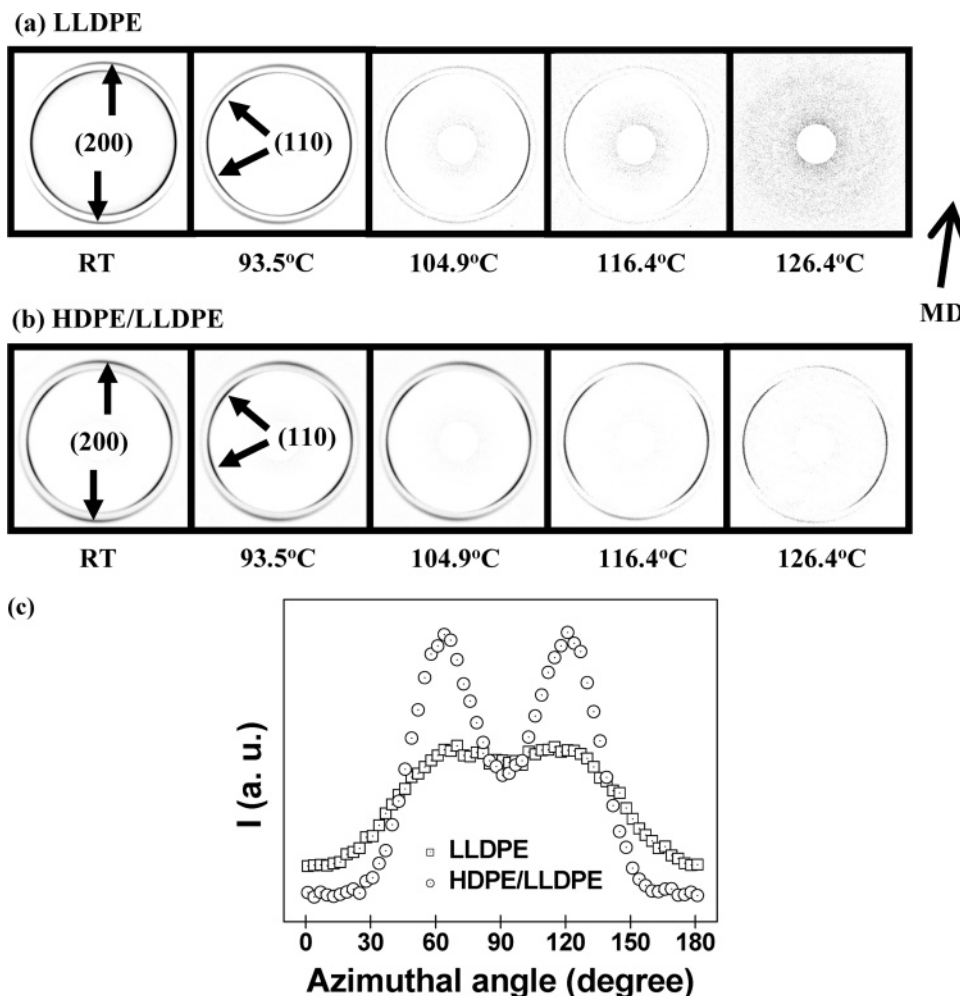 (a) LLDPE
(200)
(110)
RT
93.5°C
104.9°C
116.4°C
126.4°C
MD
(b) HDPE/LLDPE
(200)
(110)
RT
93.5°C
104.9°C
116.4°C
126.4°C
(c)
I (a. u.)
LLDPE
HDPE/LLDPE
0 30 60 90 120 150 180
Azimuthal angle (degree)